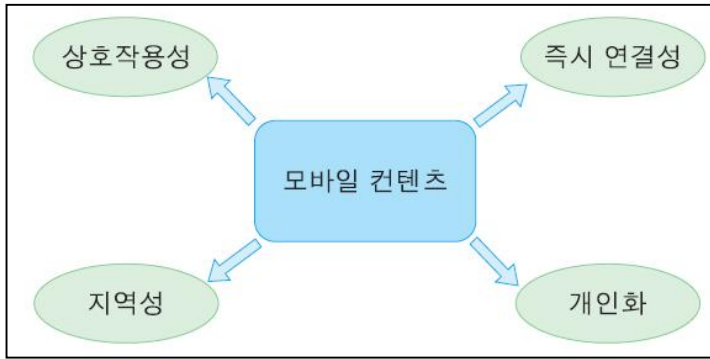 상호작용성
즉시 연결성
모바일 컨텐츠
지역성
개인화